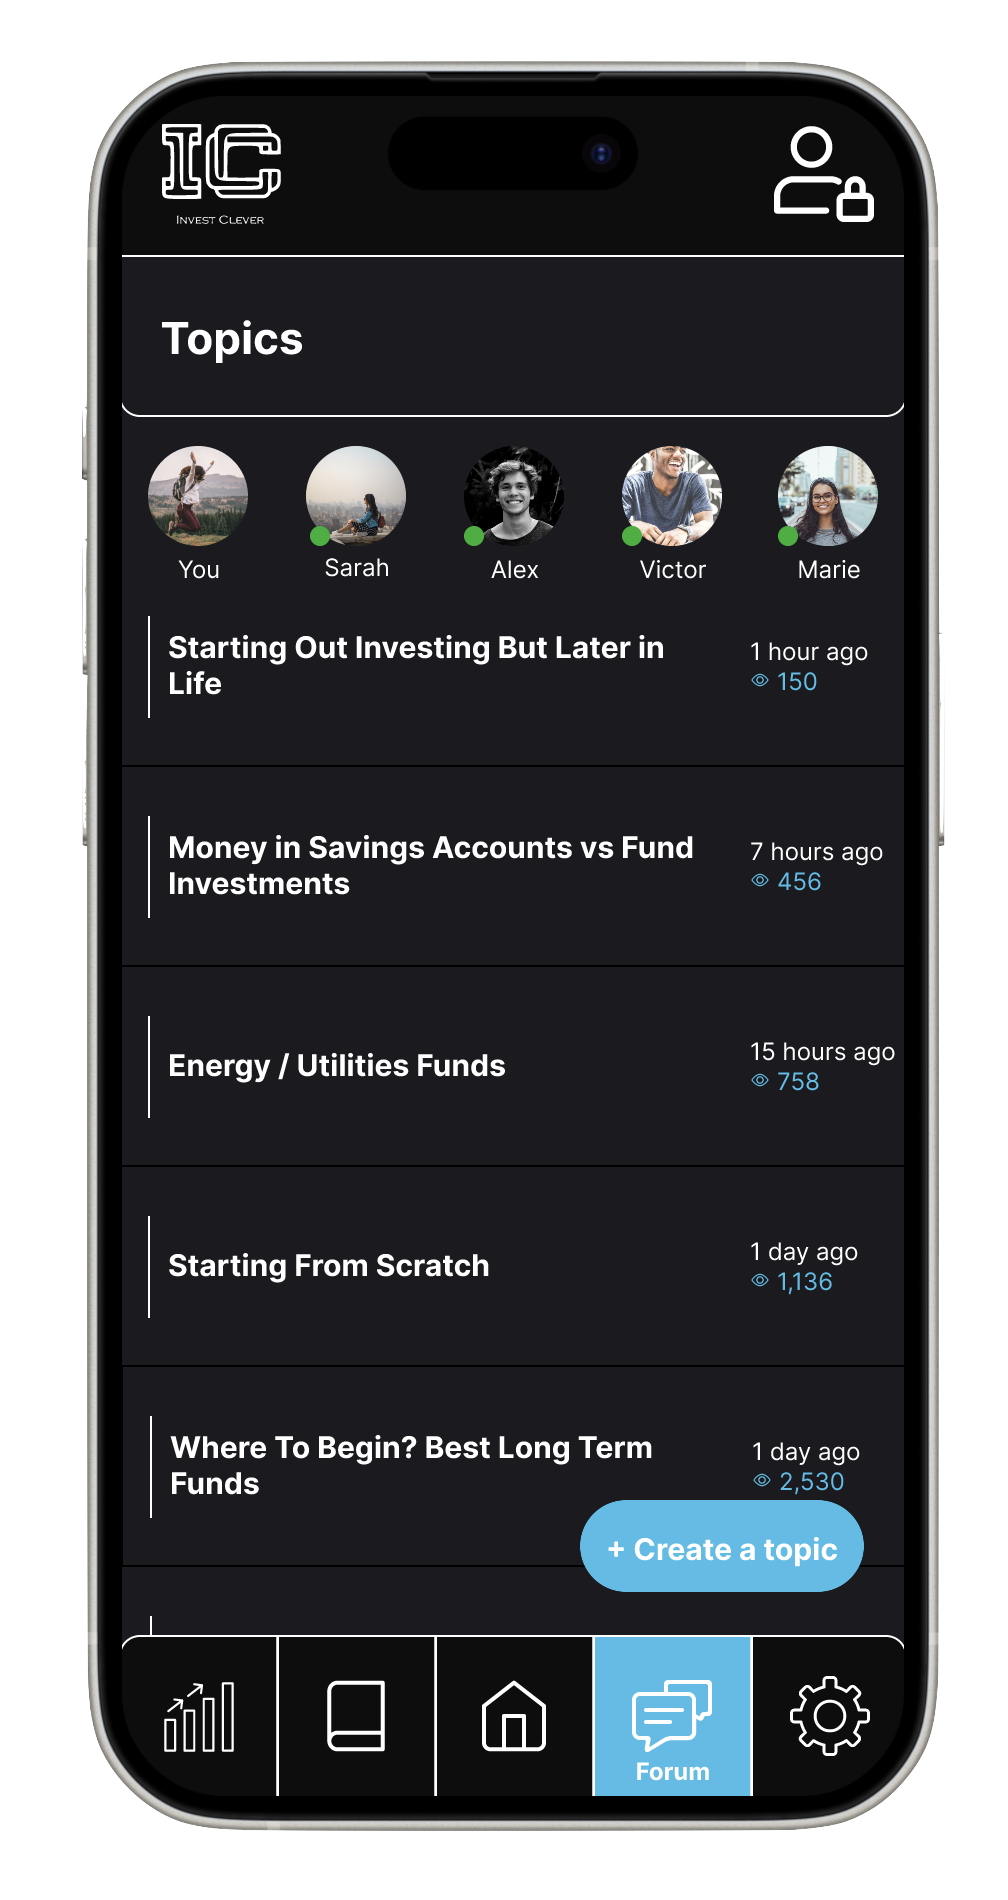 IC
Invest Clever
Topics
You
Sarah
Alex
Victor
Marie
Starting Out Investing But Later in
Life
1 hour ago
150
Money in Savings Accounts vs Fund
Investments
7 hours ago
456
Energy / Utilities Funds
15 hours ago
758
Starting From Scratch
1 day ago
1,136
Where To Begin? Best Long Term
Funds
1 day ago
2,530
+ Create a topic
Forum